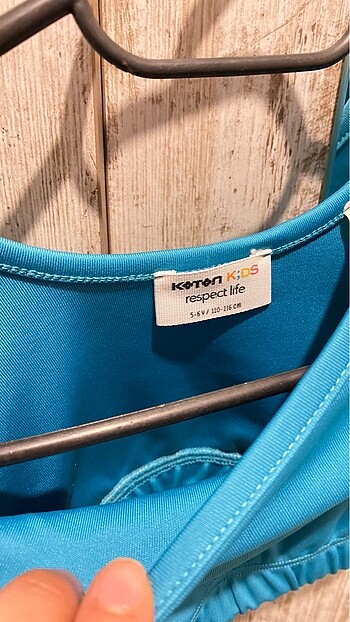 KOTON KIDS
respect life
5-6 Y / 110-116 CM